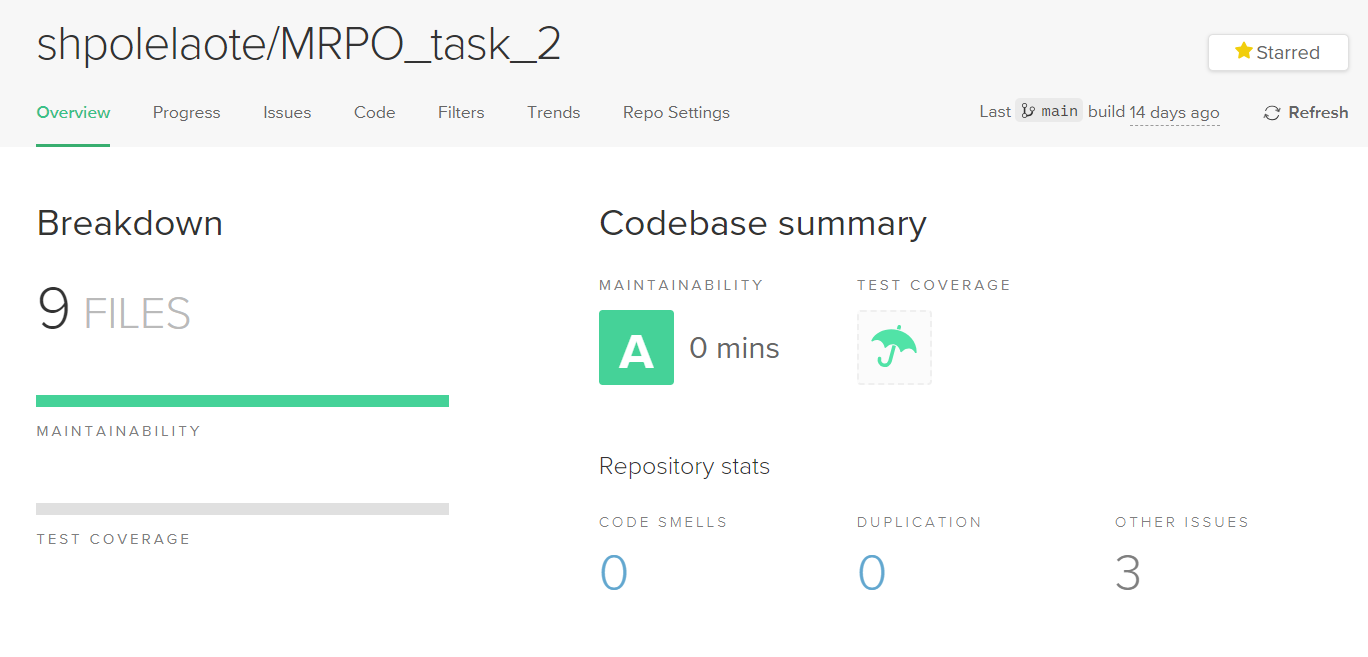 shpolelaote/MRPO_task_2
Starred
Overview Progress Issues Code Filters Trends Repo Settings Last main build 14 days ago Refresh
Breakdown
9 FILES
MAINTAINABILITY
TEST COVERAGE
Codebase summary
MAINTAINABILITY TEST COVERAGE
A 0 mins
Repository stats
CODE SMELLS DUPLICATION OTHER ISSUES
0 0 3